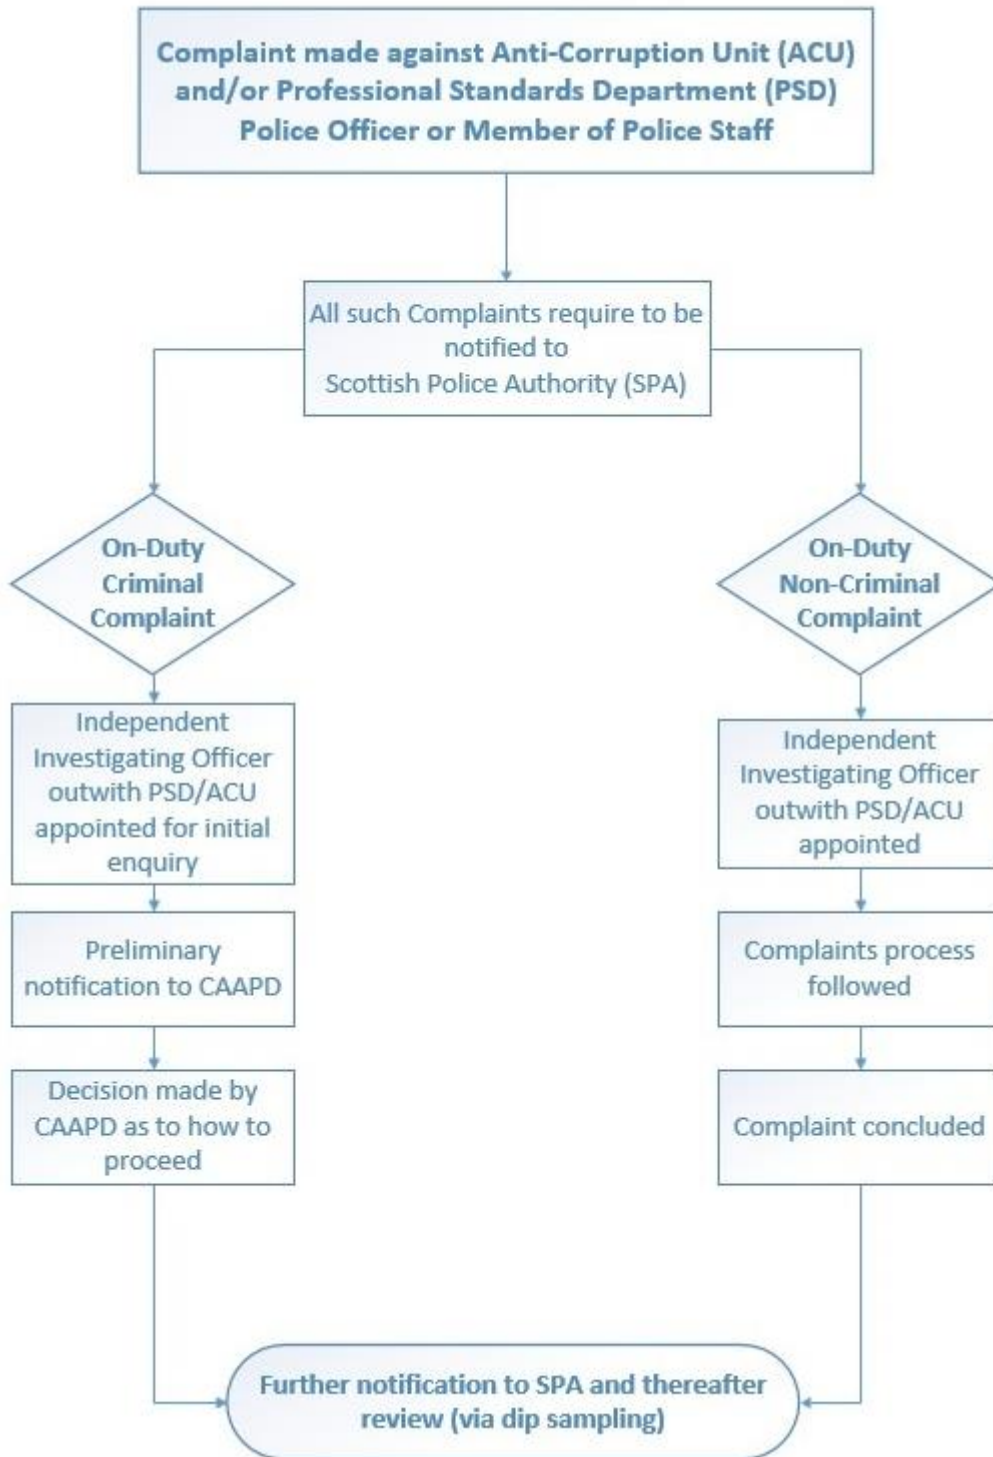 Complaint made against Anti-Corruption Unit (ACU)
and/or Professional Standards Department (PSD)
Police Officer or Member of Police Staff
All such Complaints require to be
notified to
Scottish Police Authority (SPA)
On-Duty
Criminal
Complaint
Independent
Investigating Officer
outwith PSD/ACU
appointed for initial
enquiry
Preliminary
notification to CAAPD
Decision made by
CAAPD as to how to
proceed
On-Duty
Non-Criminal
Complaint
Independent
Investigating Officer
outwith PSD/ACU
appointed
Complaints process
followed
Complaint concluded
Further notification to SPA and thereafter
review (via dip sampling)